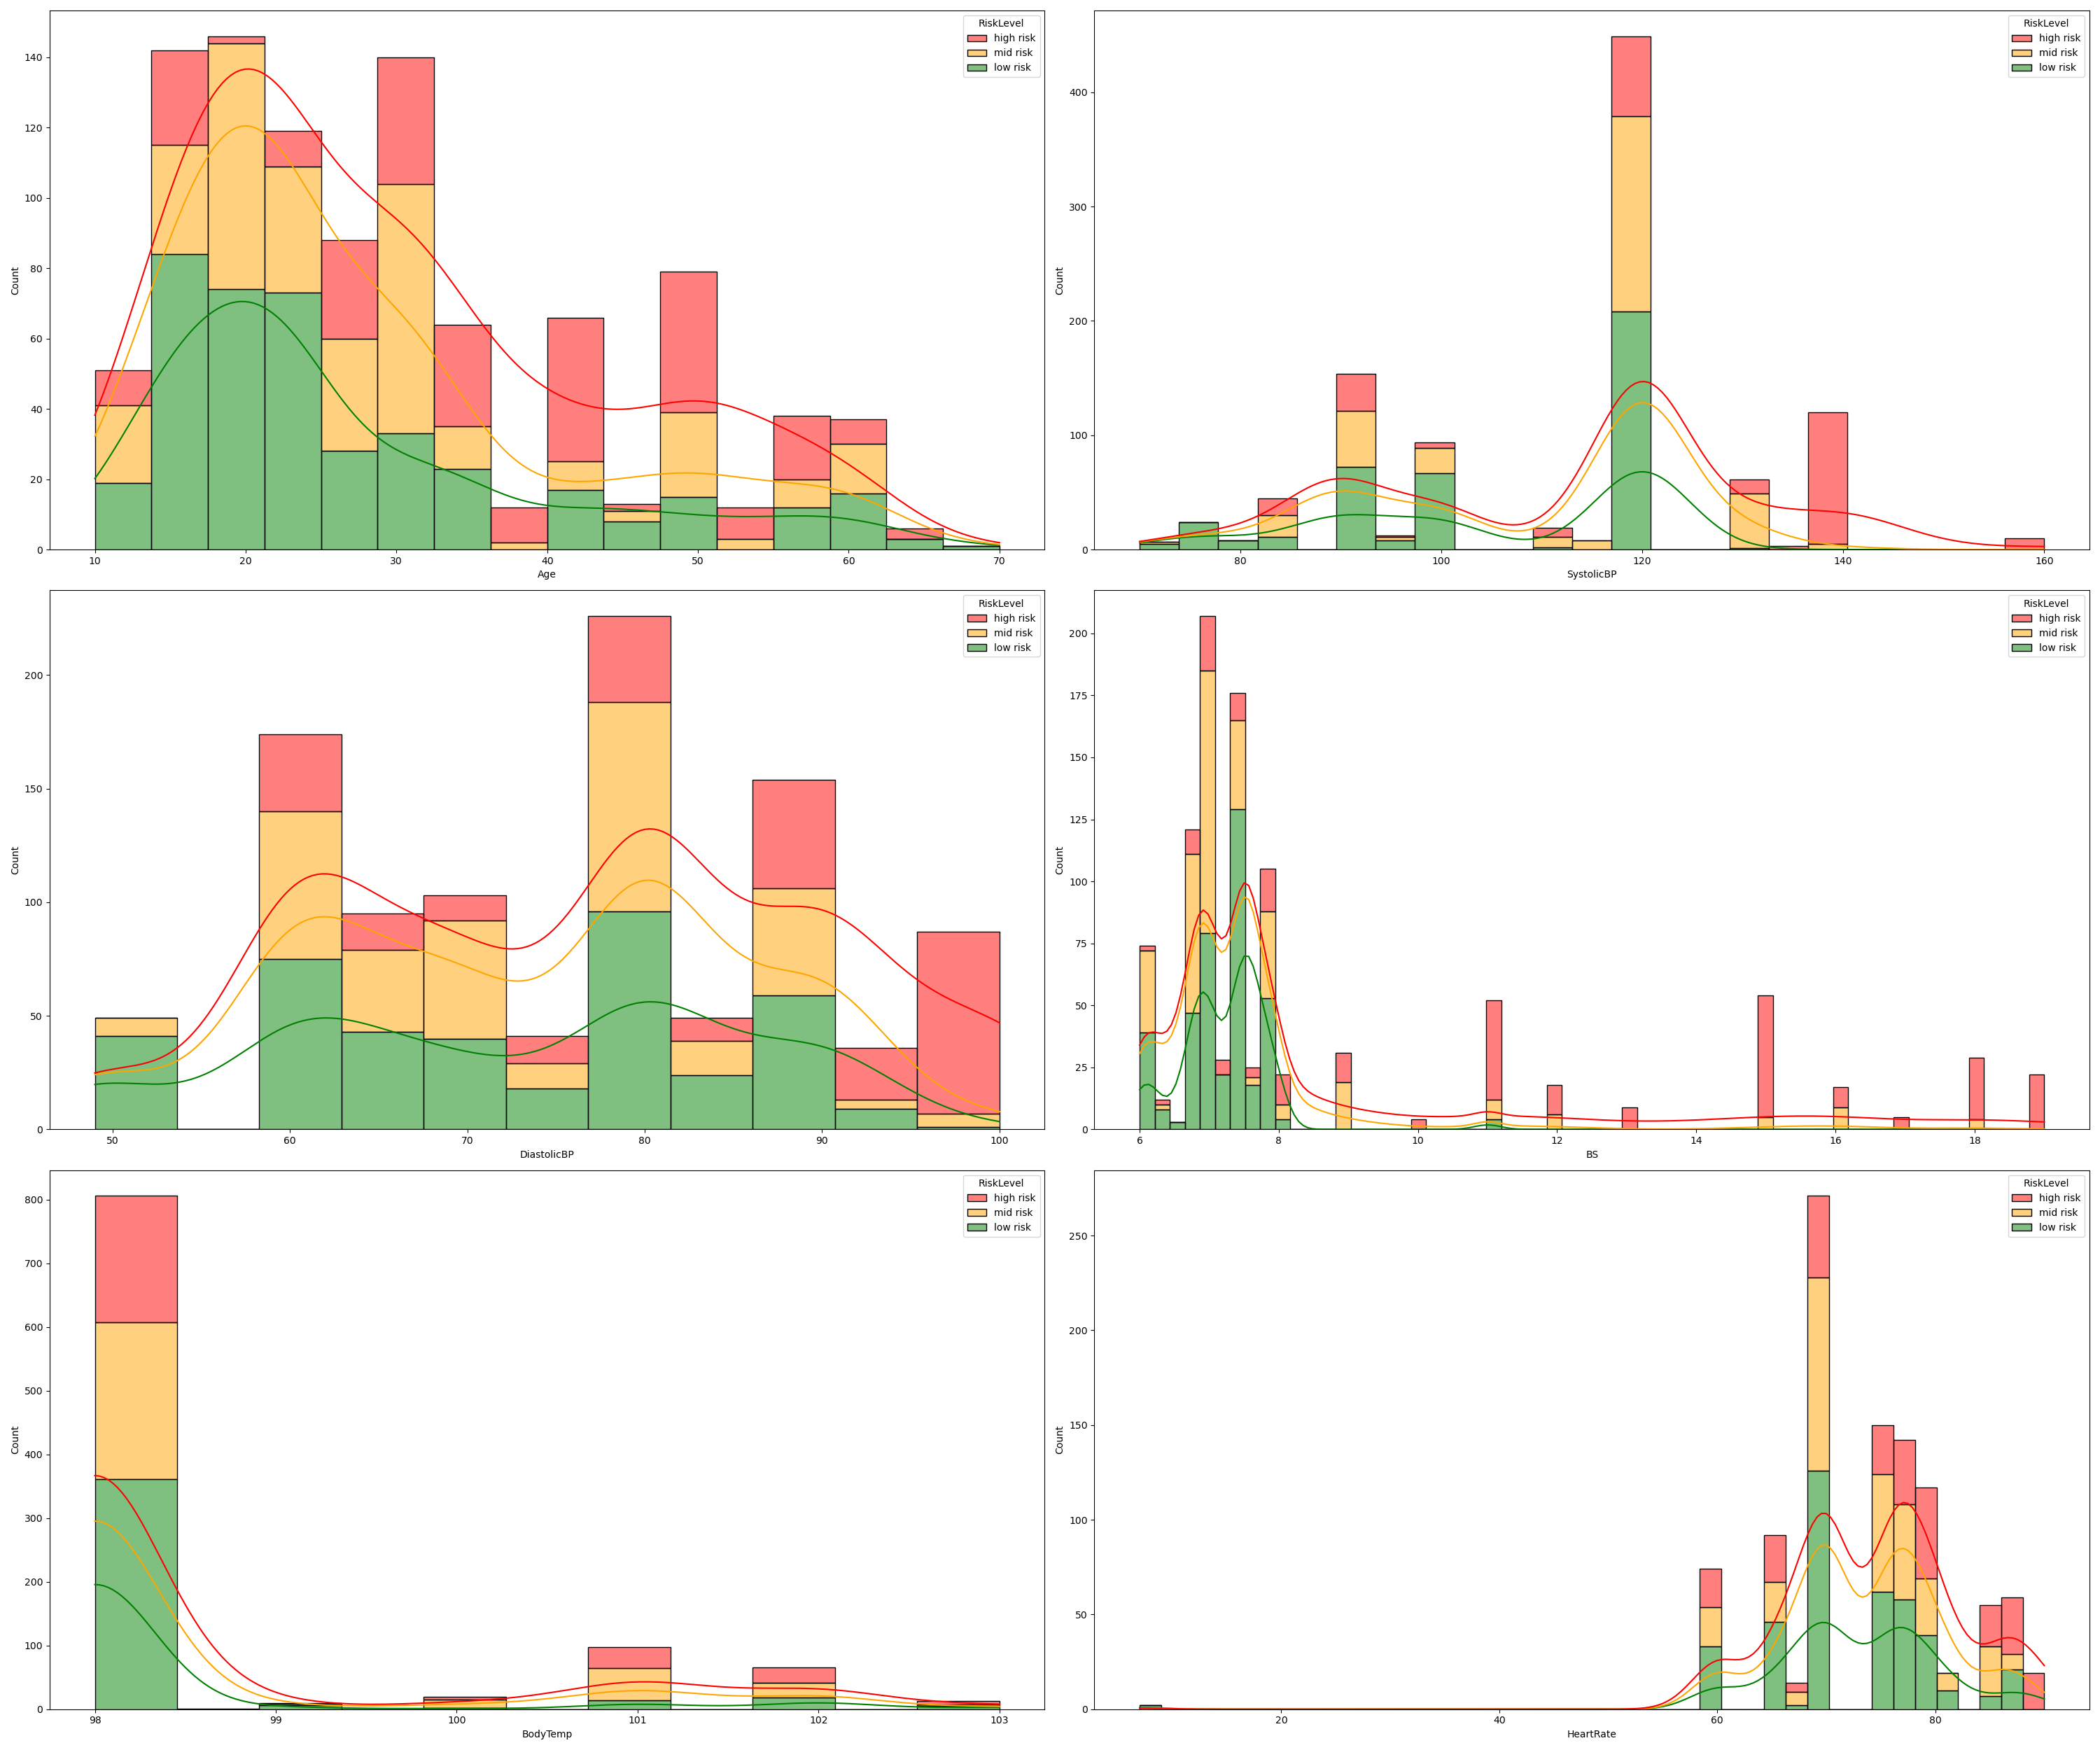 RiskLevel
high risk
mid risk
low risk
140
120
100
80
60
40
20
0
Count
10 20 30 40 50 60 70
Age
RiskLevel
high risk
mid risk
low risk
400
300
200
100
0
Count
80 100 120 140 160
SystolicBP
RiskLevel
high risk
mid risk
low risk
200
150
100
50
0
Count
50 60 70 80 90 100
DiastolicBP
RiskLevel
high risk
mid risk
low risk
200
175
150
125
100
75
50
25
0
Count
6 8 10 12 14 16 18
BS
RiskLevel
high risk
mid risk
low risk
800
700
600
500
400
300
200
100
0
Count
98 99 100 101 102 103
BodyTemp
RiskLevel
high risk
mid risk
low risk
250
200
150
100
50
0
Count
20 40 60 80
HeartRate